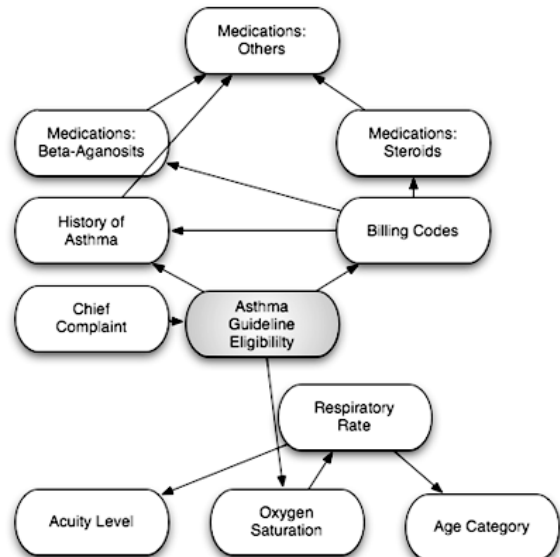 Medications:
Others
Medications:
Beta-Aganosits
Medications:
Steroids
History of
Asthma
Billing Codes
Chief
Complaint
Asthma
Guideline
Eligibililty
Respiratory
Rate
Acuity Level
Oxygen
Saturation
Age Category